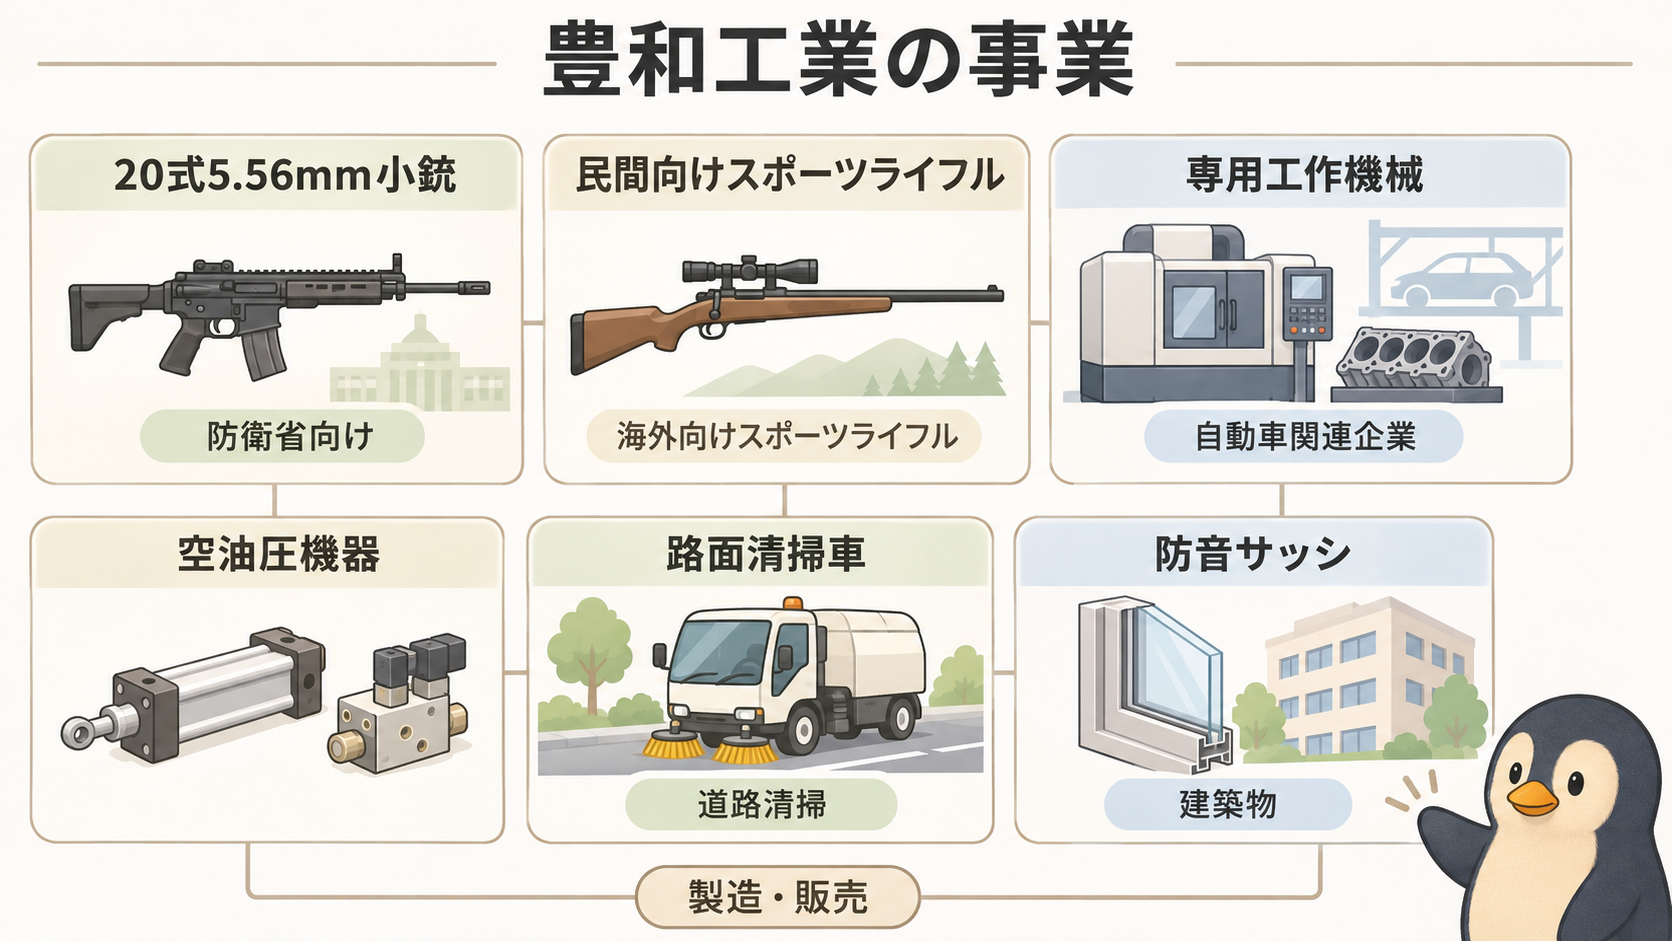 豊和工業の事業
20式5.56mm小銃
防衛省向け
民間向けスポーツライフル
海外向けスポーツライフル
専用工作機械
自動車関連企業
空油圧機器
路面清掃車
道路清掃
防音サッシ
建築物
製造・販売